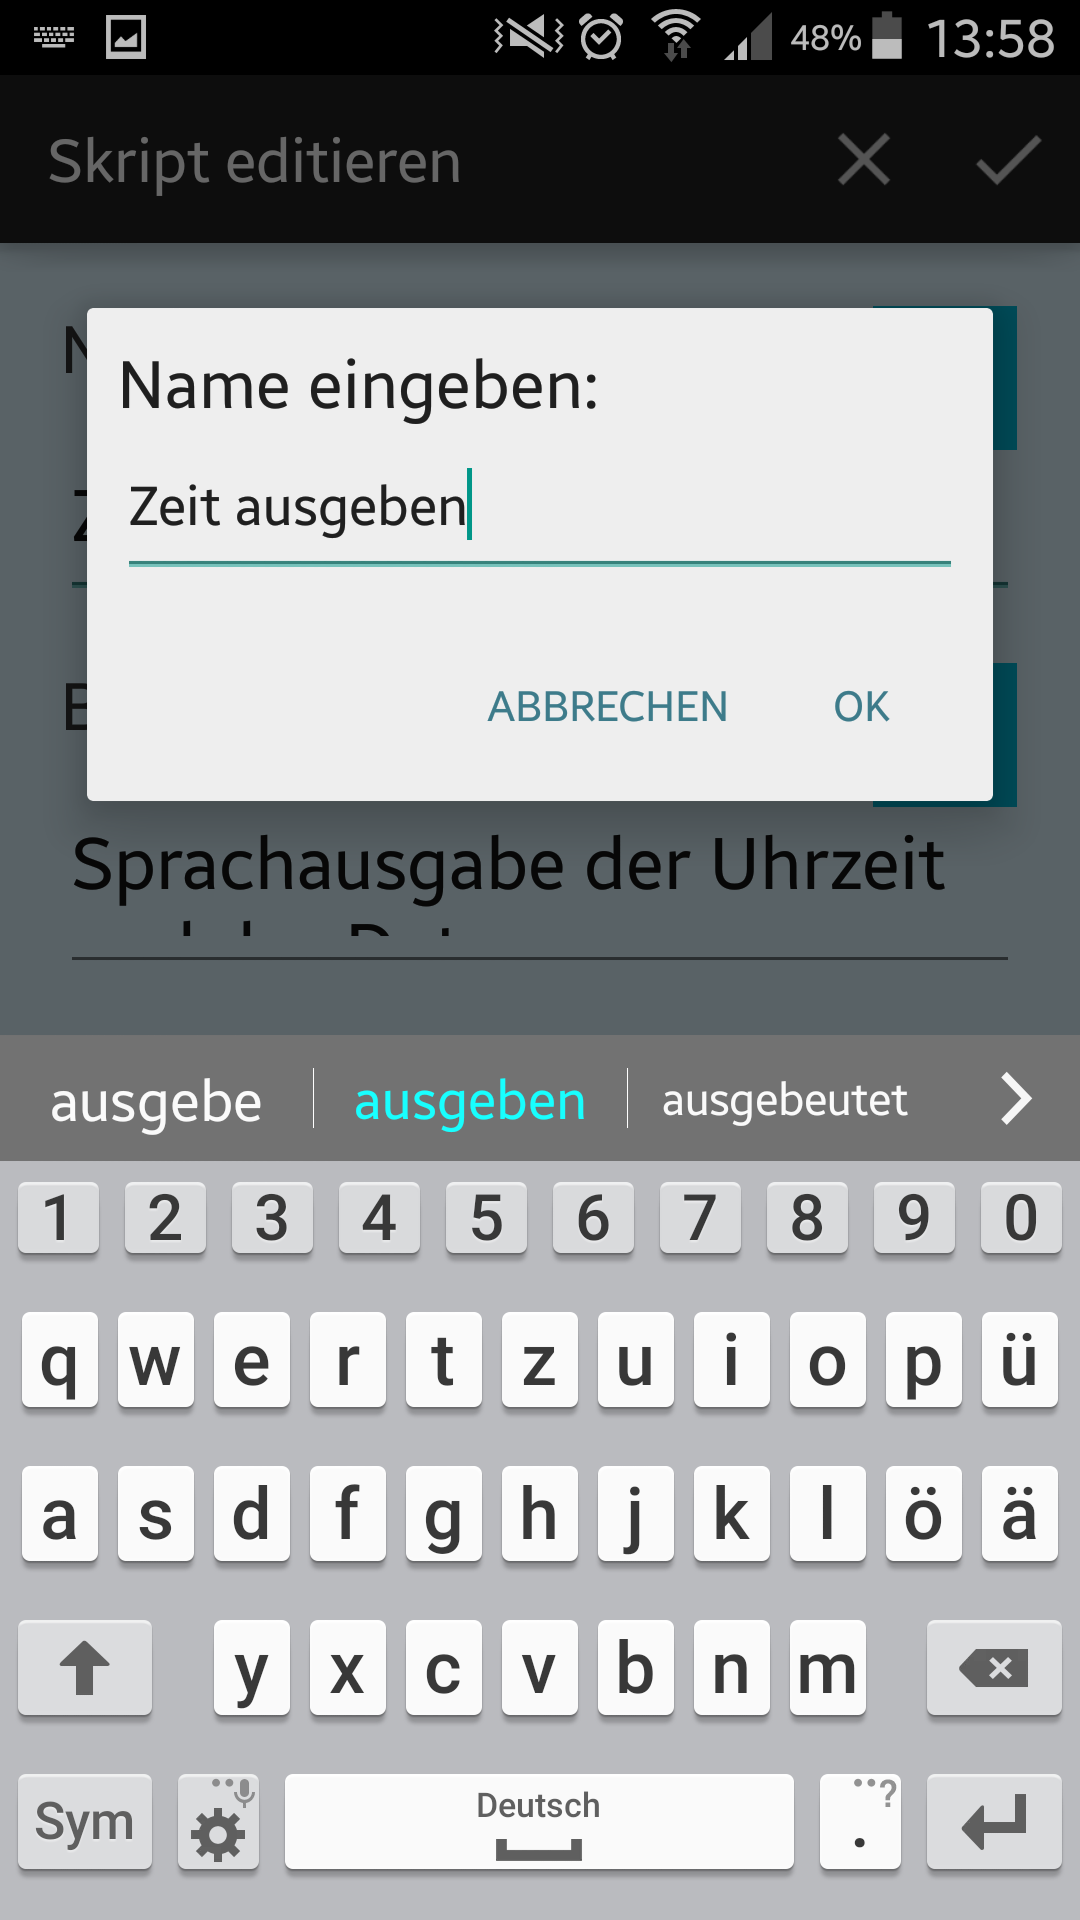 48% 13:58
Skript editieren
Name eingeben:
Zeit ausgeben
ABBRECHEN OK
Sprachausgabe der Uhrzeit
ausgebe ausgeben ausgebeutet
1 2 3 4 5 6 7 8 9 0
q w e r t z u i o p ü
a s d f g h j k l ö ä
y x c v b n m
Sym Deutsch . ?